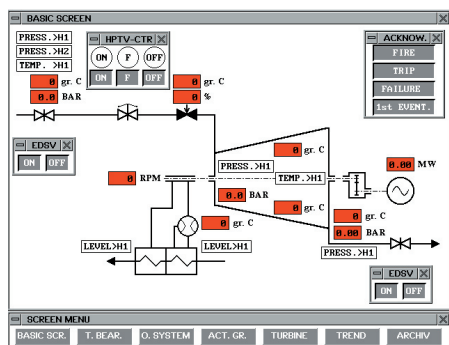 BASIC SCREEN
PRESS.>H1
PRESS.>H2
TEMP. >H1
HPTV-CTR
ON F OFF
ON F OFF
ACKNOW.
FIRE
TRIP
FAILURE
1st EVENT.
0 gr. C
0.0 BAR
0 gr. C
0 %
EDSV
ON OFF
0 gr. C
PRESS.>H1
0 RPM
TEMP.>H1
0.00 MW
0.0 BAR
0 gr. C
0 gr. C
0 gr. C
0.00 BAR
LEVEL>H1
LEVEL>H1
PRESS.>H1
EDSV
ON OFF
SCREEN MENU
BASIC SCR. T. BEAR. O. SYSTEM ACT. GR. TURBINE TREND ARCHIV